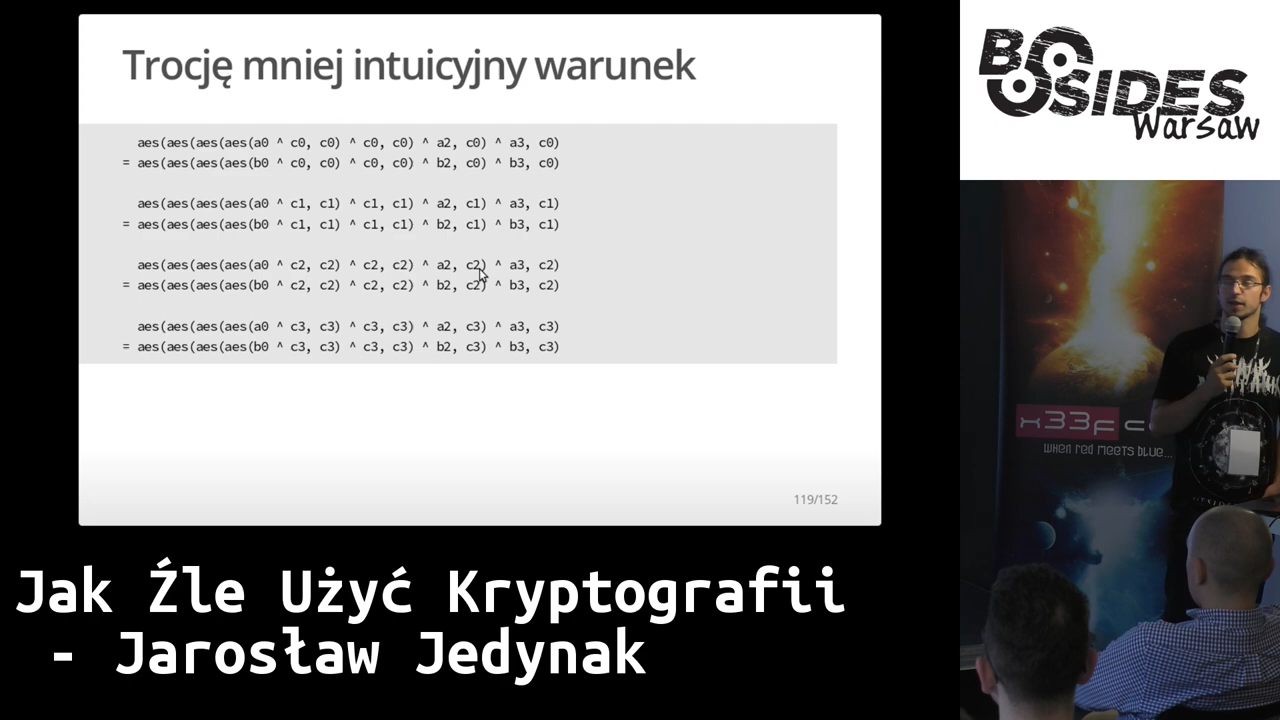 Trocję mniej intuicyjny warunek
aes(aes(aes(aes(a0 ^ c0, c0) ^ c0, c0) ^ a2, c0) ^ a3, c0)
= aes(aes(aes(aes(b0 ^ c0, c0) ^ c0, c0) ^ b2, c0) ^ b3, c0)
aes(aes(aes(aes(a0 ^ c1, c1) ^ c1, c1) ^ a2, c1) ^ a3, c1)
= aes(aes(aes(aes(b0 ^ c1, c1) ^ c1, c1) ^ b2, c1) ^ b3, c1)
aes(aes(aes(aes(a0 ^ c2, c2) ^ c2, c2) ^ a2, c2) ^ a3, c2)
= aes(aes(aes(aes(b0 ^ c2, c2) ^ c2, c2) ^ b2, c2) ^ b3, c2)
aes(aes(aes(aes(a0 ^ c3, c3) ^ c3, c3) ^ a2, c3) ^ a3, c3)
= aes(aes(aes(aes(b0 ^ c3, c3) ^ c3, c3) ^ b2, c3) ^ b3, c3)
119/152
Jak Źle Użyć Kryptografii
- Jarosław Jedynak
BSIDES
Warsaw
x33f c
when red meets blue...